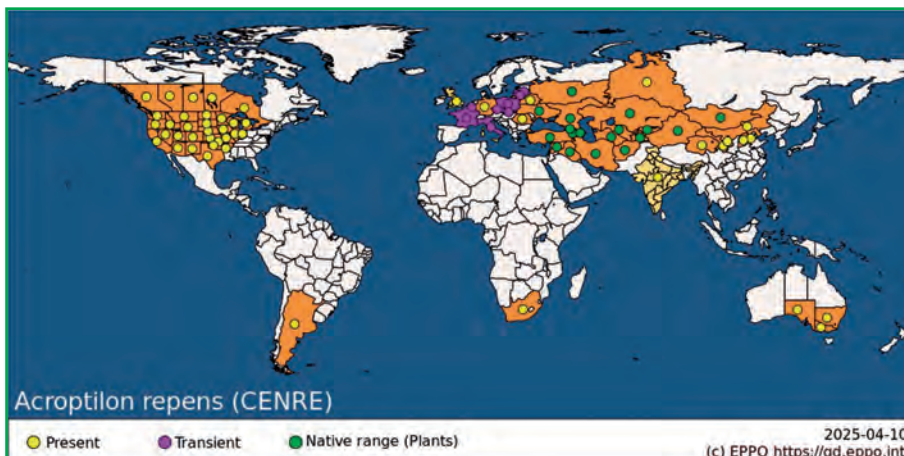 Acroptilon repens (CENRE)
Present
Transient
Native range (Plants)
2025-04-10
(c) EPPO https://gd.eppo.int